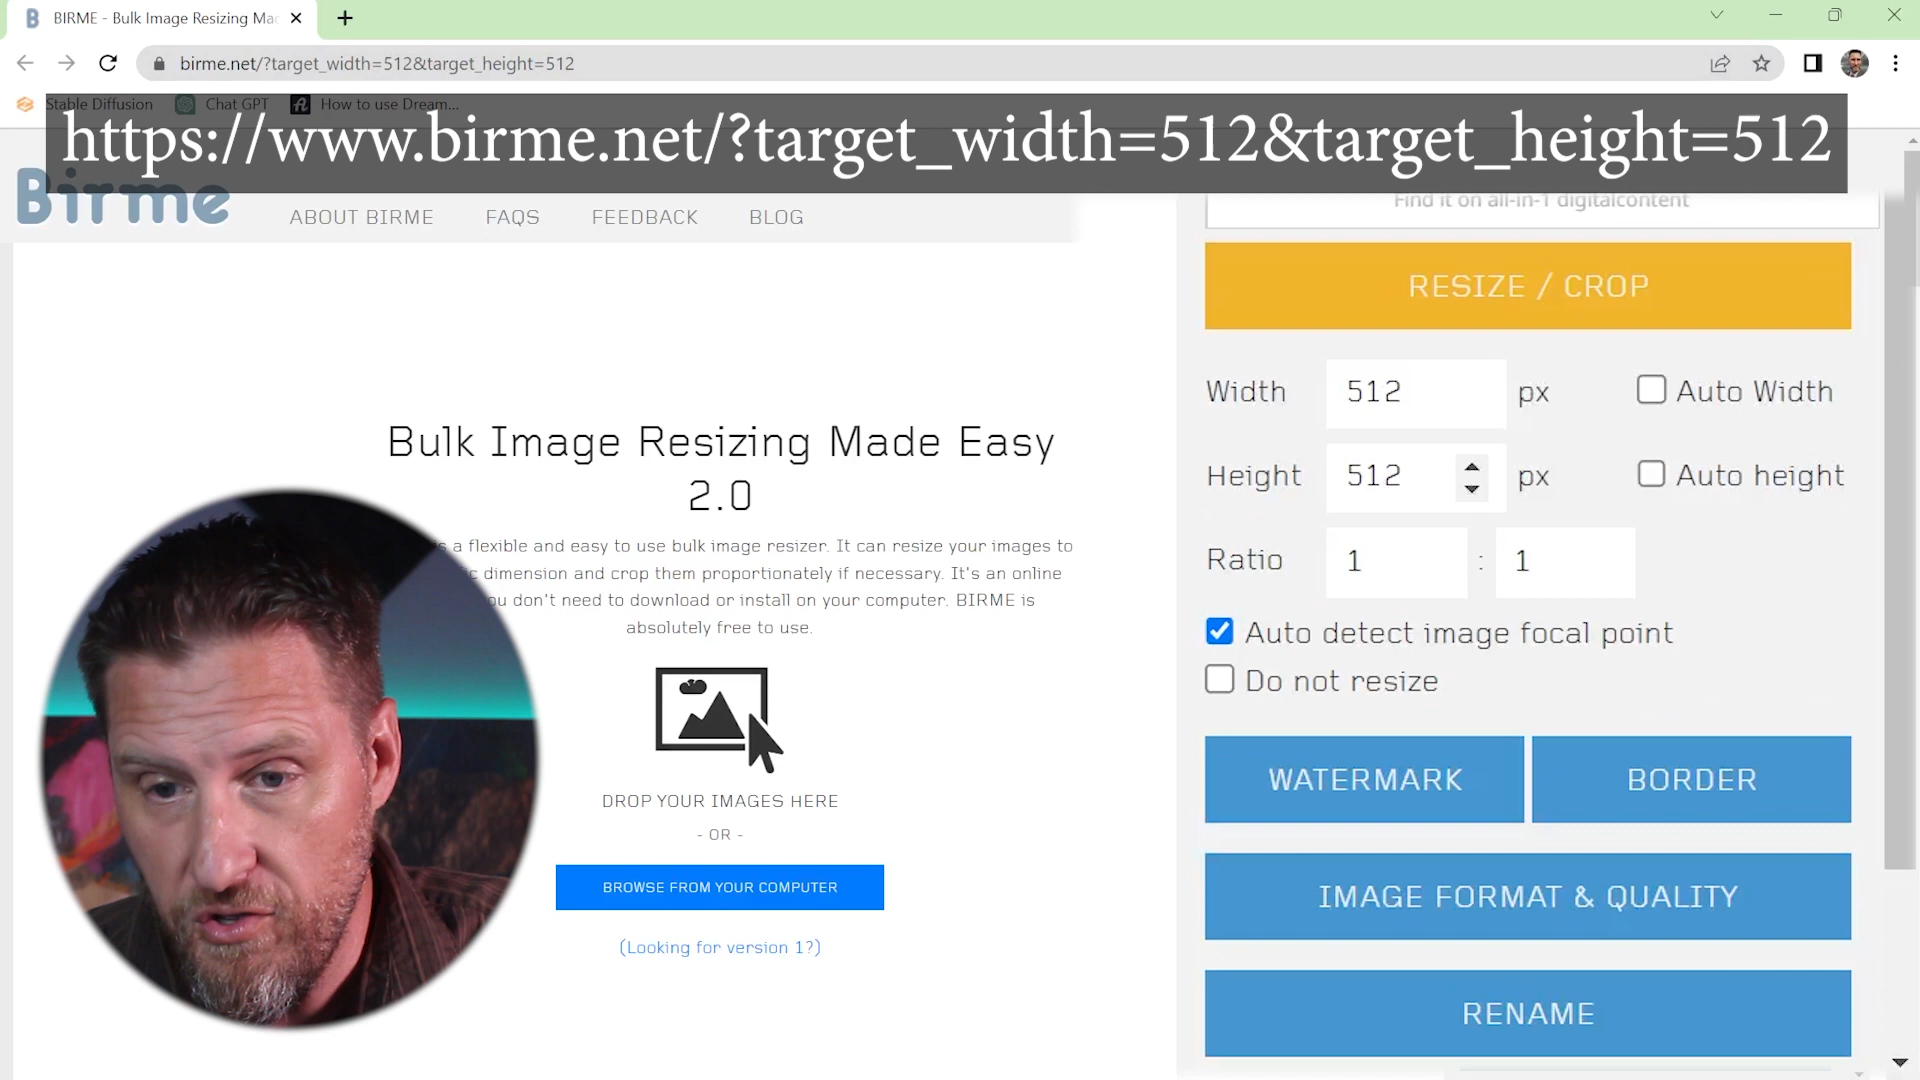 BIRME - Bulk Image Resizing Mad
birme.net/?target_width=512&target_height=512
Stable Diffusion
Chat GPT
How to use Dream...
https://www.birme.net/?target_width=512&target_height=512
Birme
ABOUT BIRME
FAQS
FEEDBACK
BLOG
Find it on all-in-1 digitalcontent
RESIZE / CROP
Width 512 px Auto Width
Height 512 px Auto height
Ratio 1 : 1
Auto detect image focal point
Do not resize
WATERMARK
BORDER
IMAGE FORMAT & QUALITY
RENAME
Bulk Image Resizing Made Easy
2.0
a flexible and easy to use bulk image resizer. It can resize your images to
dimension and crop them proportionately if necessary. It's an online
you don't need to download or install on your computer. BIRME is
absolutely free to use.
DROP YOUR IMAGES HERE
- OR -
BROWSE FROM YOUR COMPUTER
(Looking for version 1?)